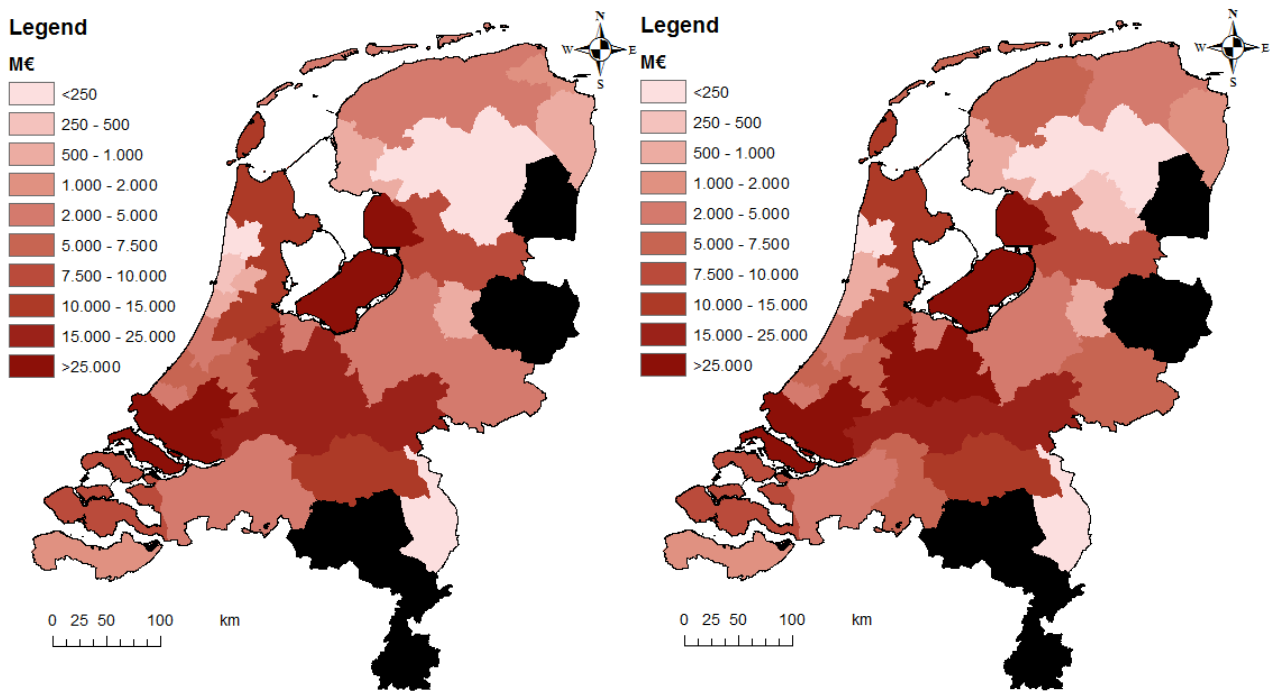 Legend
M€
<250
250 - 500
500 - 1.000
1.000 - 2.000
2.000 - 5.000
5.000 - 7.500
7.500 - 10.000
10.000 - 15.000
15.000 - 25.000
>25.000
N
W E
S
0 25 50 100 km
Legend
M€
<250
250 - 500
500 - 1.000
1.000 - 2.000
2.000 - 5.000
5.000 - 7.500
7.500 - 10.000
10.000 - 15.000
15.000 - 25.000
>25.000
N
W E
S
0 25 50 100 km